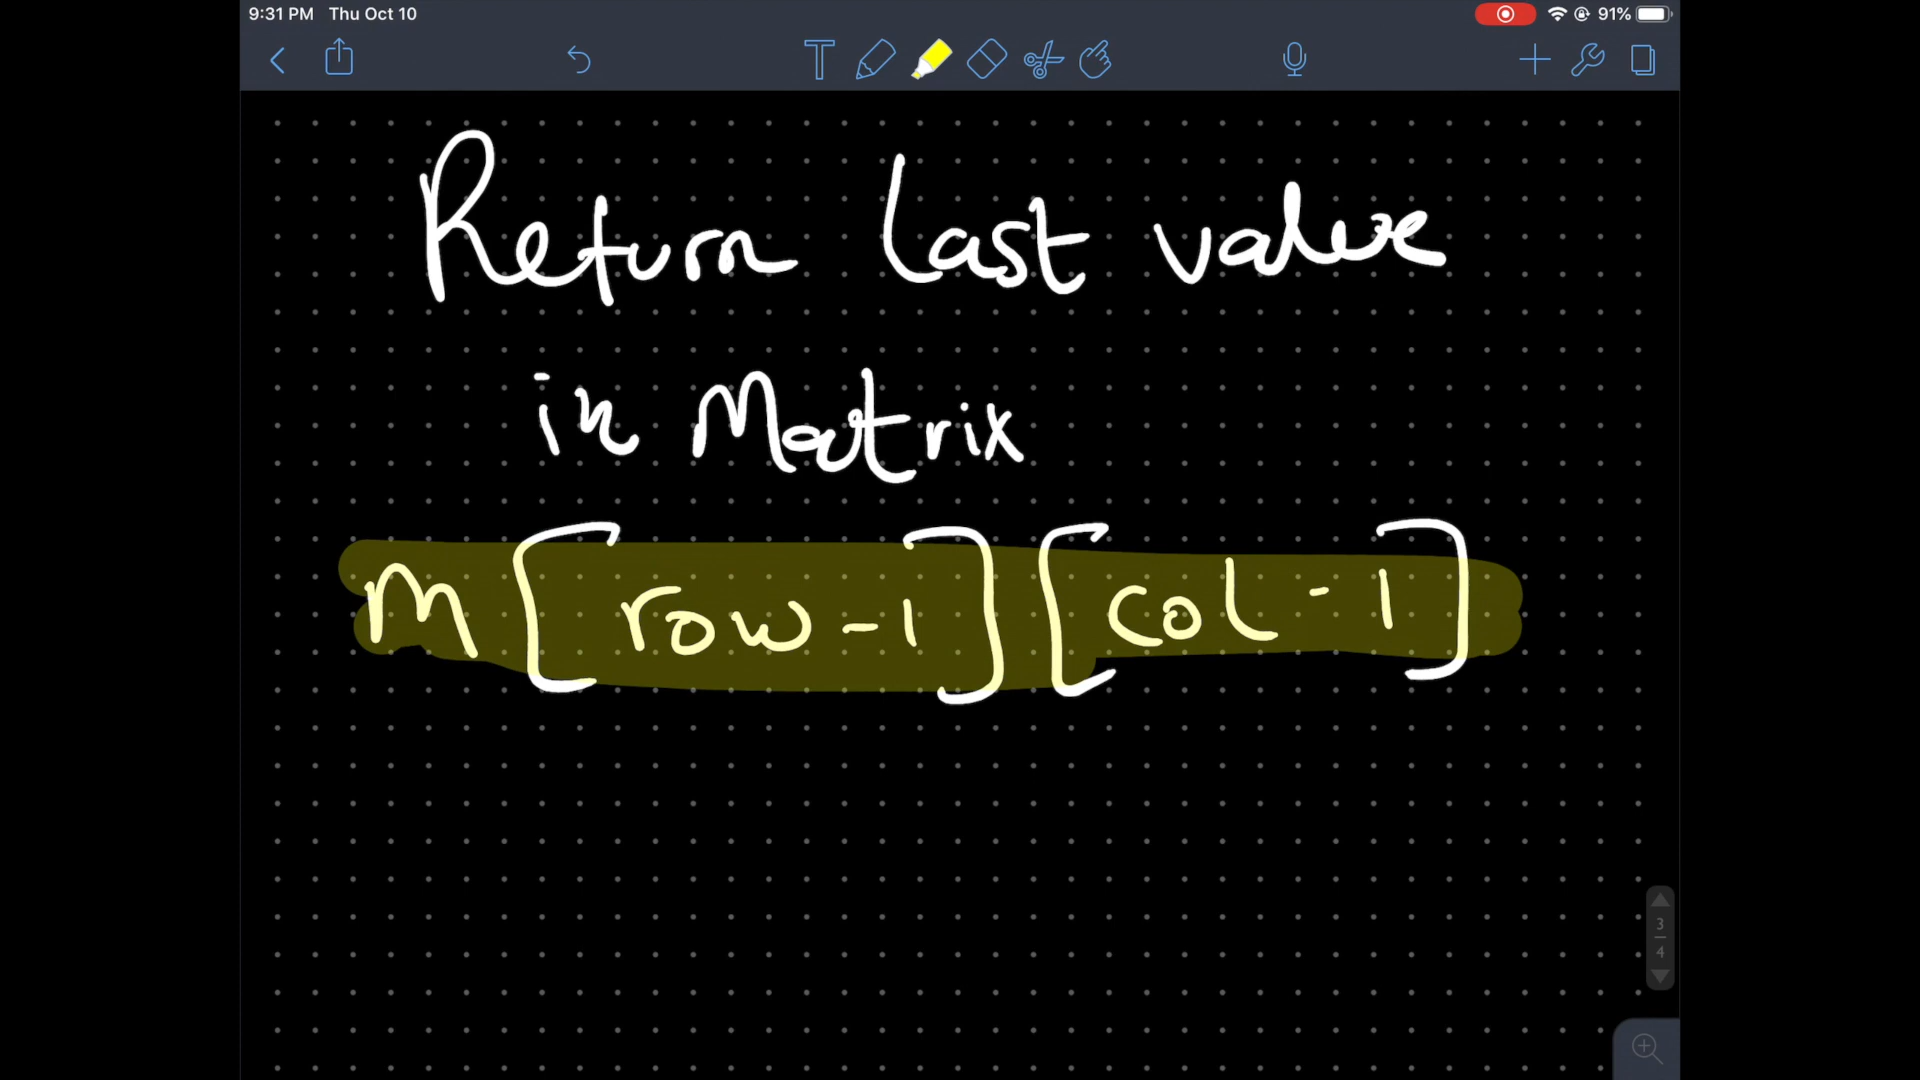 9:31 PM Thu Oct 10
91%
Return Last value
in Matrix
m[row-1][col-1]
3
4